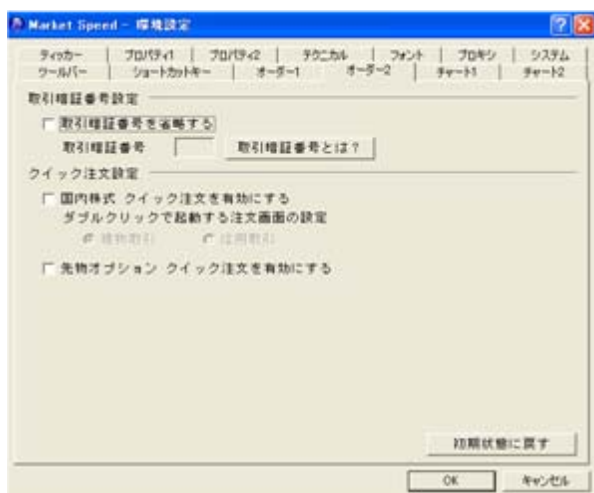 Market Speed - 環境設定
ティッカー プロパティ1 プロパティ2 テクニカル フォント プロキシ システム
ツールバー ショートカットキー オーダー1 オーダー2 チャート1 チャート2
取引暗証番号設定
取引暗証番号を省略する
取引暗証番号 取引暗証番号とは?
クイック注文設定
国内株式 クイック注文を有効にする
ダブルクリックで起動する注文画面の設定
現物取引 信用取引
先物オプション クイック注文を有効にする
初期状態に戻す
OK キャンセル